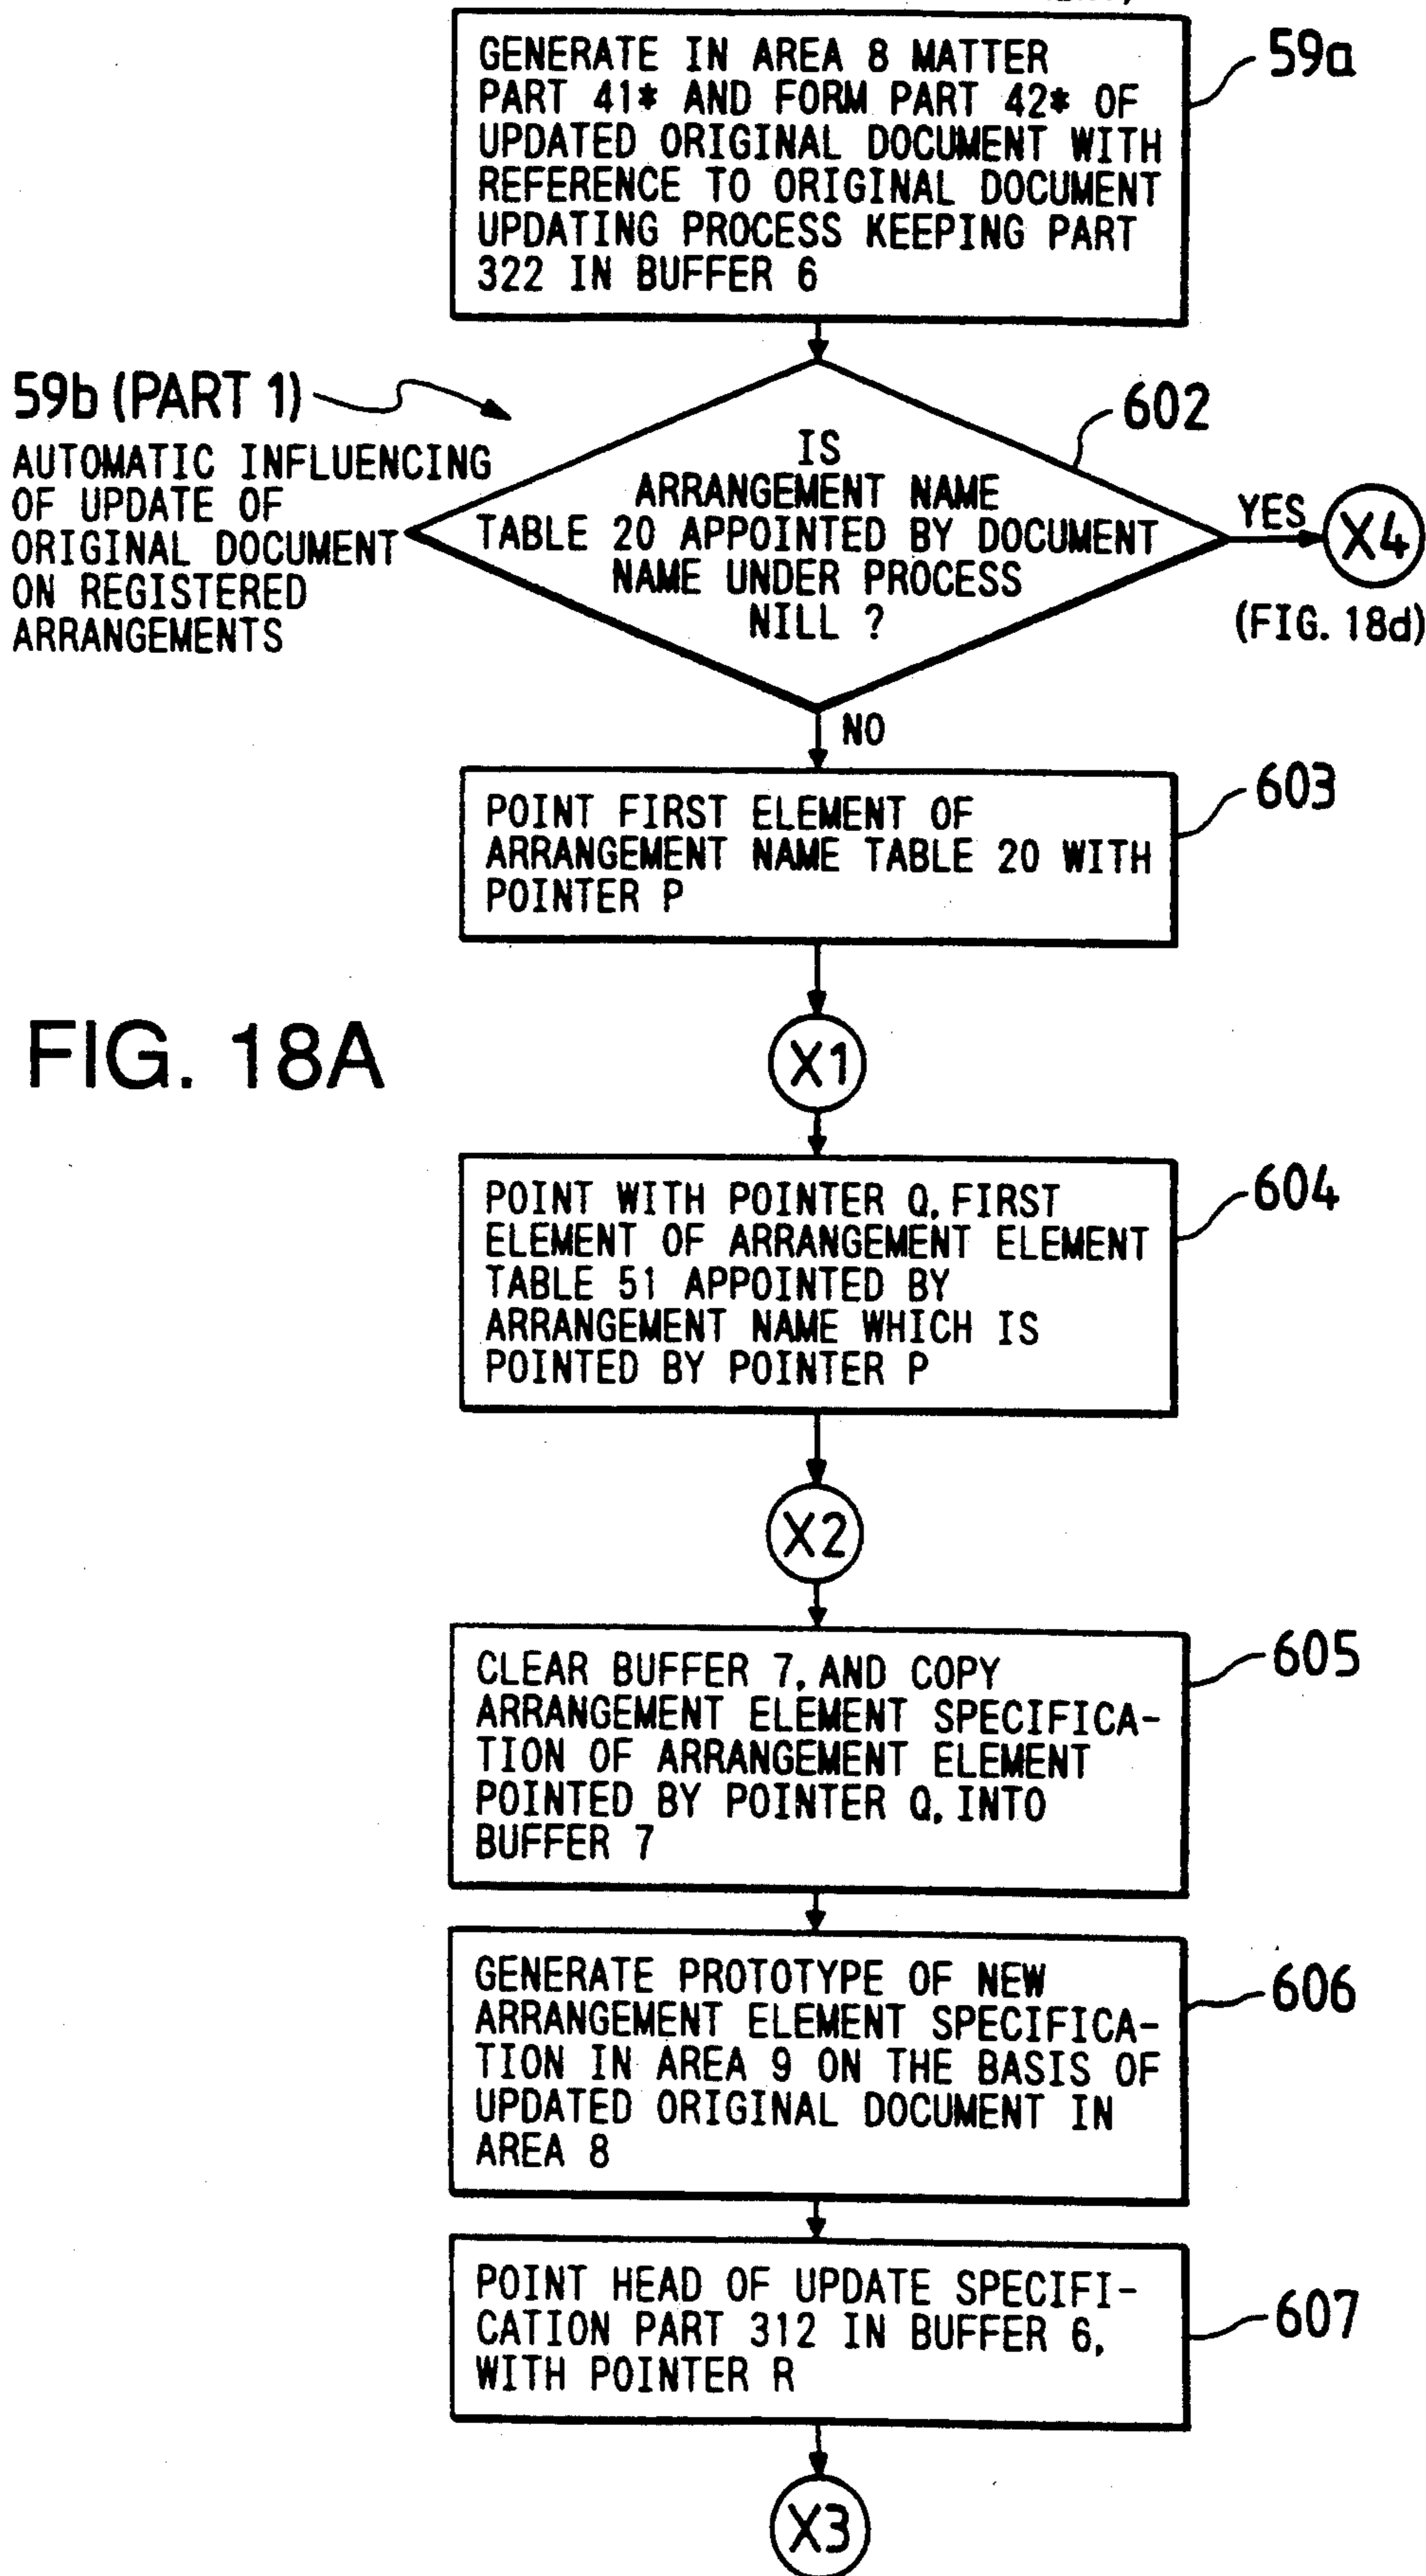 GENERATE IN AREA 8 MATTER
PART 41* AND FORM PART 42* OF
UPDATED ORIGINAL DOCUMENT WITH
REFERENCE TO ORIGINAL DOCUMENT
UPDATING PROCESS KEEPING PART
322 IN BUFFER 6
59a
59b (PART 1)
AUTOMATIC INFLUENCING
OF UPDATE OF
ORIGINAL DOCUMENT
ON REGISTERED
ARRANGEMENTS
602
IS
ARRANGEMENT NAME
TABLE 20 APPOINTED BY DOCUMENT
NAME UNDER PROCESS
NILL ?
YES
X4
(FIG. 18d)
NO
POINT FIRST ELEMENT OF
ARRANGEMENT NAME TABLE 20 WITH
POINTER P
603
X1
FIG. 18A
POINT WITH POINTER Q, FIRST
ELEMENT OF ARRANGEMENT ELEMENT
TABLE 51 APPOINTED BY
ARRANGEMENT NAME WHICH IS
POINTED BY POINTER P
604
X2
CLEAR BUFFER 7, AND COPY
ARRANGEMENT ELEMENT SPECIFICA-
TION OF ARRANGEMENT ELEMENT
POINTED BY POINTER Q, INTO
BUFFER 7
605
GENERATE PROTOTYPE OF NEW
ARRANGEMENT ELEMENT SPECIFICA-
TION IN AREA 9 ON THE BASIS OF
UPDATED ORIGINAL DOCUMENT IN
AREA 8
606
POINT HEAD OF UPDATE SPECIFI-
CATION PART 312 IN BUFFER 6,
WITH POINTER R
607
X3